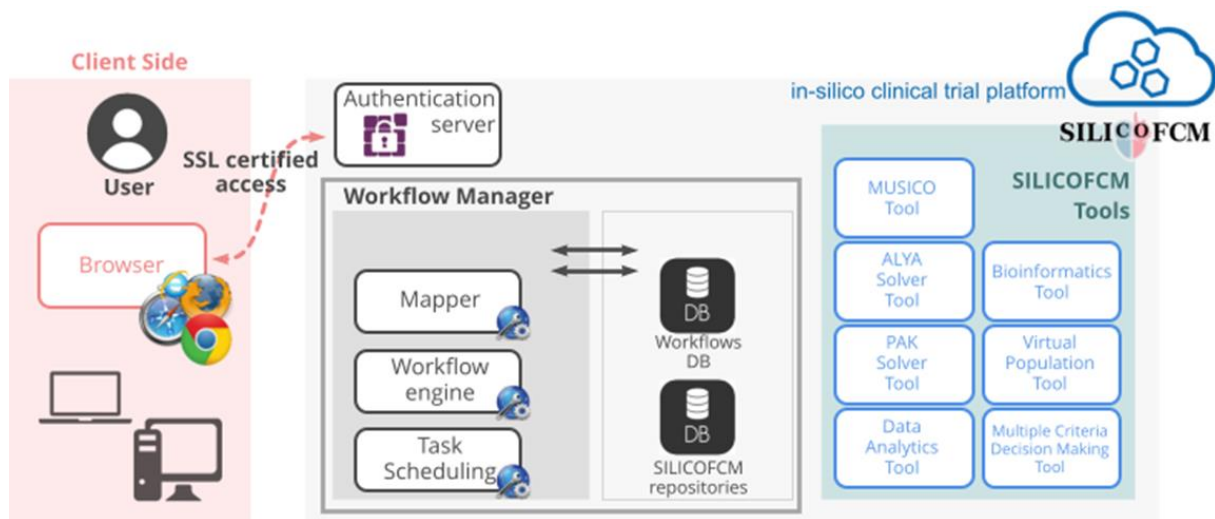 Client Side
User
Browser
SSL certified
access
Authentication
server
Workflow Manager
Mapper
Workflow
engine
Task
Scheduling
DB
Workflows
DB
DB
SILICOFCM
repositories
in-silico clinical trial platform
SILICOFCM
SILICOFCM
Tools
MUSICO
Tool
ALYA
Solver
Tool
Bioinformatics
Tool
PAK
Solver
Tool
Virtual
Population
Tool
Data
Analytics
Tool
Multiple Criteria
Decision Making
Tool